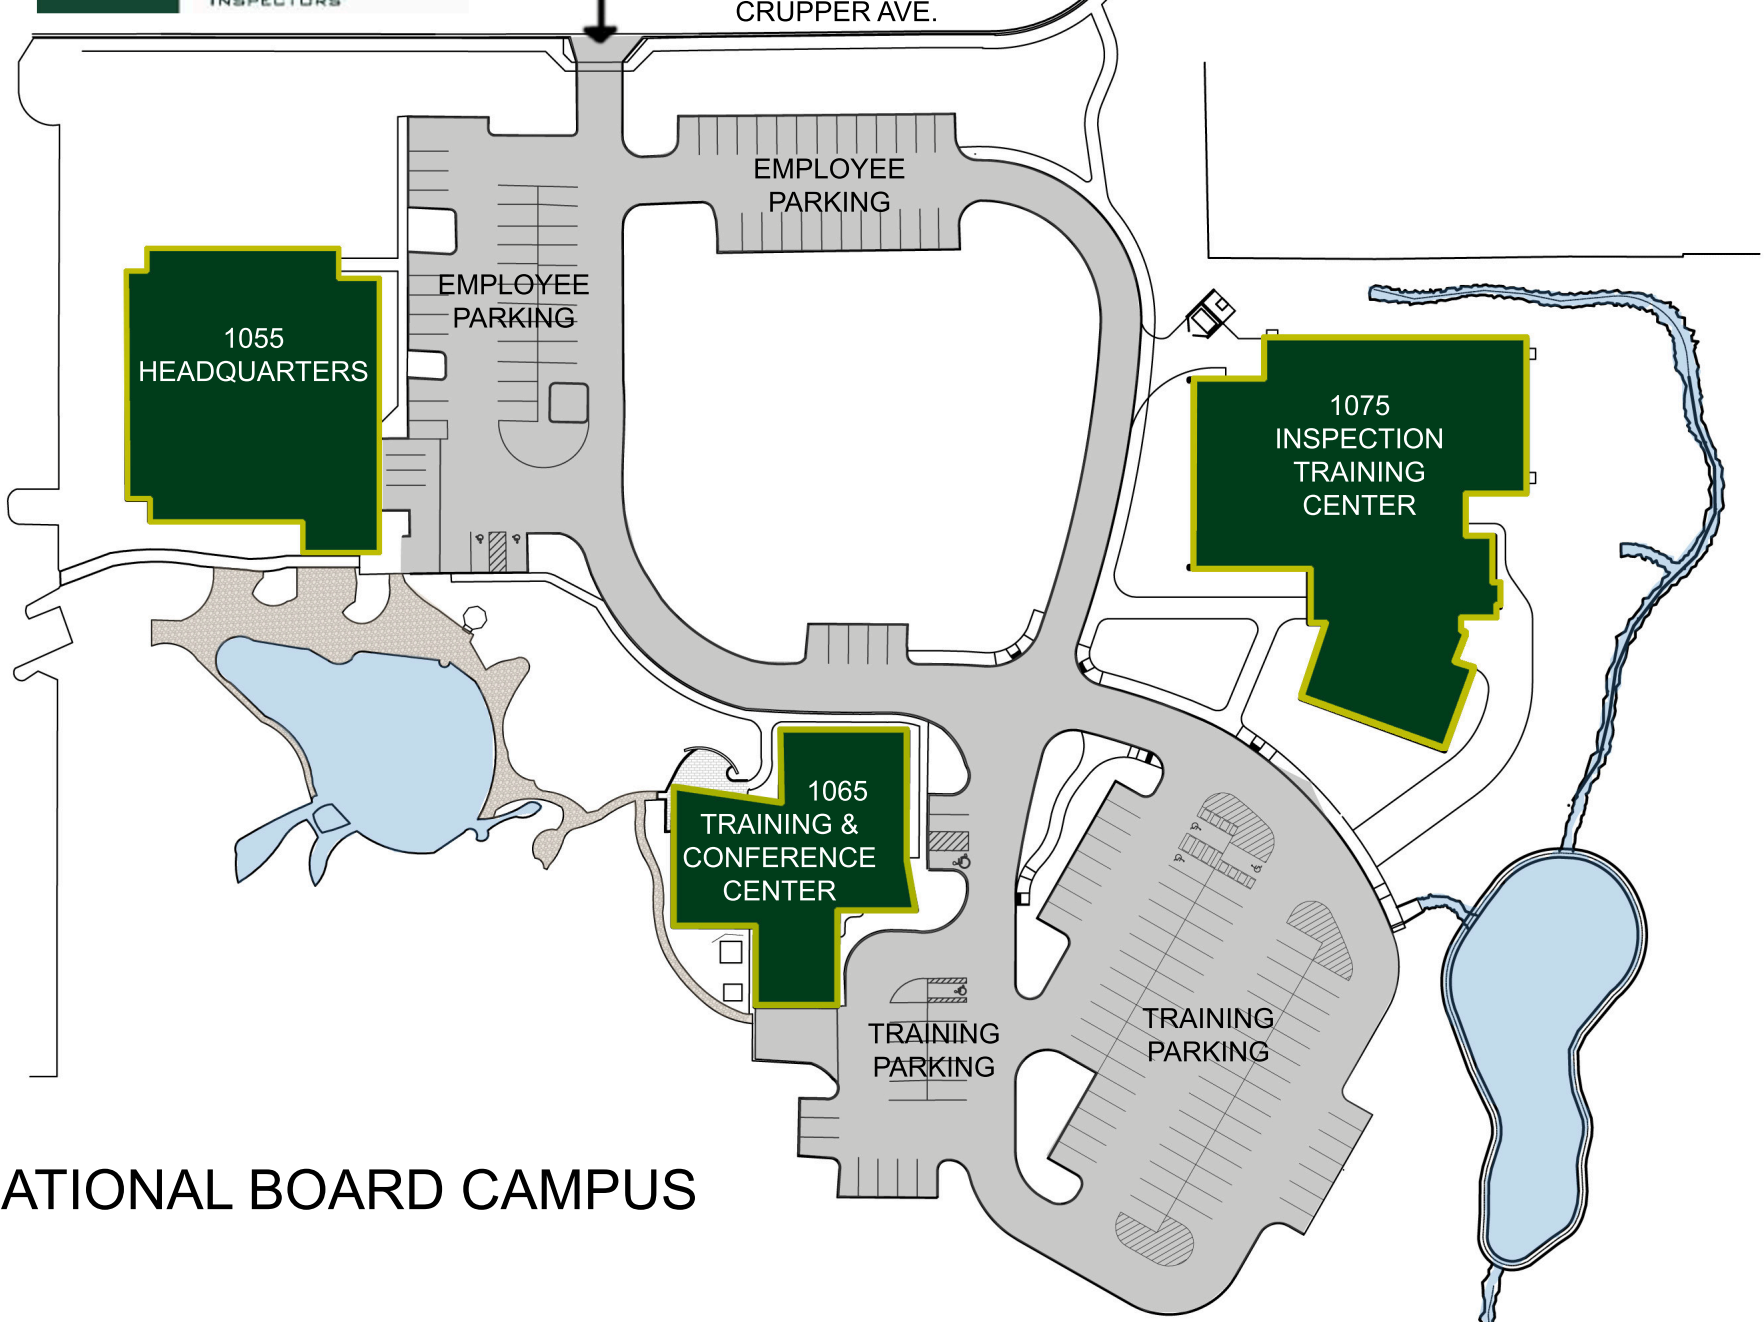 INSPECTORS
CRUPPER AVE.
EMPLOYEE
PARKING
EMPLOYEE
PARKING
1055
HEADQUARTERS
1075
INSPECTION
TRAINING
CENTER
1065
TRAINING &
CONFERENCE
CENTER
TRAINING
PARKING
TRAINING
PARKING
ATIONAL BOARD CAMPUS